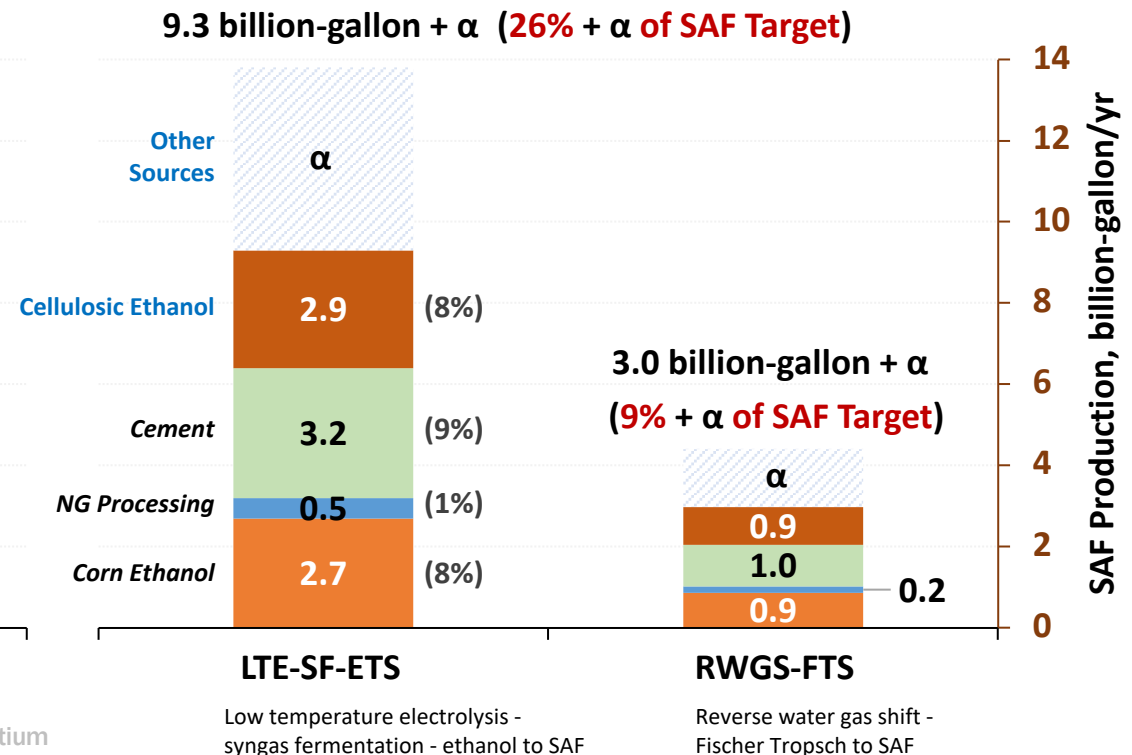 9.3 billion-gallon + α (26% + α of SAF Target)
14
12
10
8
6
4
2
0
SAF Production, billion-gallon/yr
Other
Sources
α
Cellulosic Ethanol
2.9
(8%)
Cement
3.2
(9%)
NG Processing
0.5
(1%)
Corn Ethanol
2.7
(8%)
3.0 billion-gallon + α
(9% + α of SAF Target)
α
0.9
1.0
0.2
0.9
LTE-SF-ETS
Low temperature electrolysis -
syngas fermentation - ethanol to SAF
RWGS-FTS
Reverse water gas shift -
Fischer Tropsch to SAF
tium